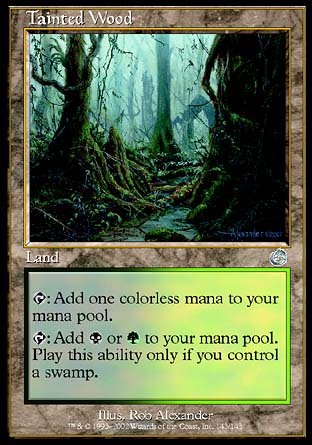 Tainted Wood
Land
: Add one colorless mana to your
mana pool.
: Add or to your mana pool.
Play this ability only if you control
a swamp.
Illus. Rob Alexander
™ & © 1993-2002 Wizards of the Coast, Inc. 143/143